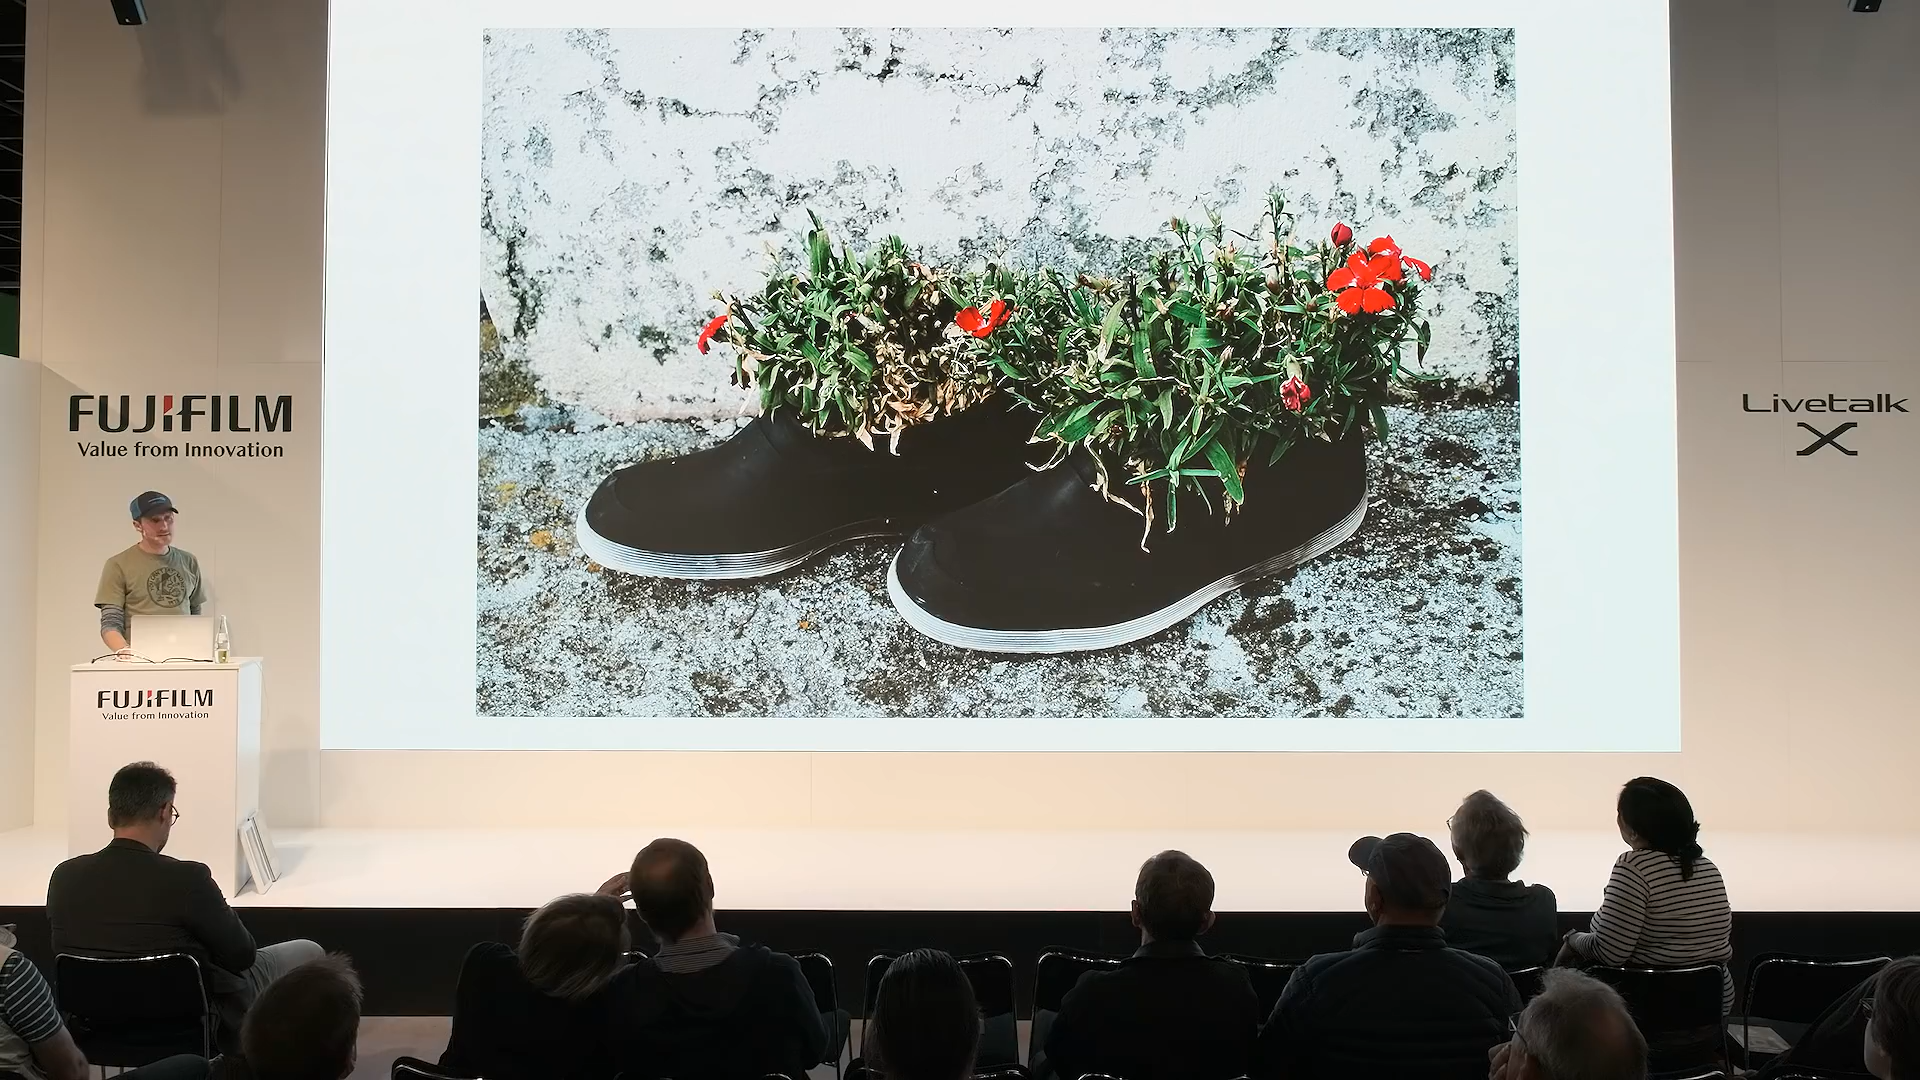 FUJIFILM
Value from Innovation
Livetalk
X
FUJIFILM
Value from Innovation